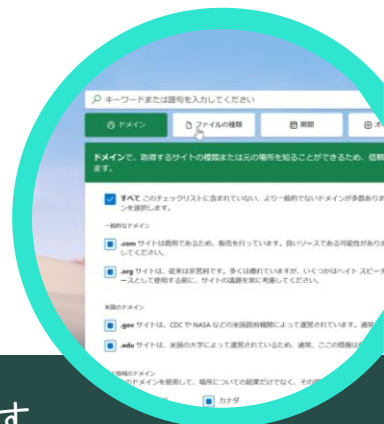 キーワードまたは語句を入力してください
ドメイン ファイルの種類 期間
ドメインで、取得するサイトの種類または元の場所を知ることができるため、信頼
ます。
すべて このチェックリストに含まれていない、より一般的でないドメインが多数ありま
ンを選択します。
一般的なドメイン
.com サイトは商用であるため、販売を行っています。良いソースである可能性があります
してください。
.org サイトは、従来は非営利です。多くは優れていますが、いくつかはヘイト スピーチ
ースとして使用する前に、サイトの議題を常に考慮してください。
米国のドメイン
.gov サイトは、CDC や NASA などの米国政府機関によって運営されています。通常
.edu サイトは、米国の大学によって運営されているため、通常、ここの情報は
地域のドメイン
のドメインを使用して、場所についての結果だけでなく、その
カナダ
す